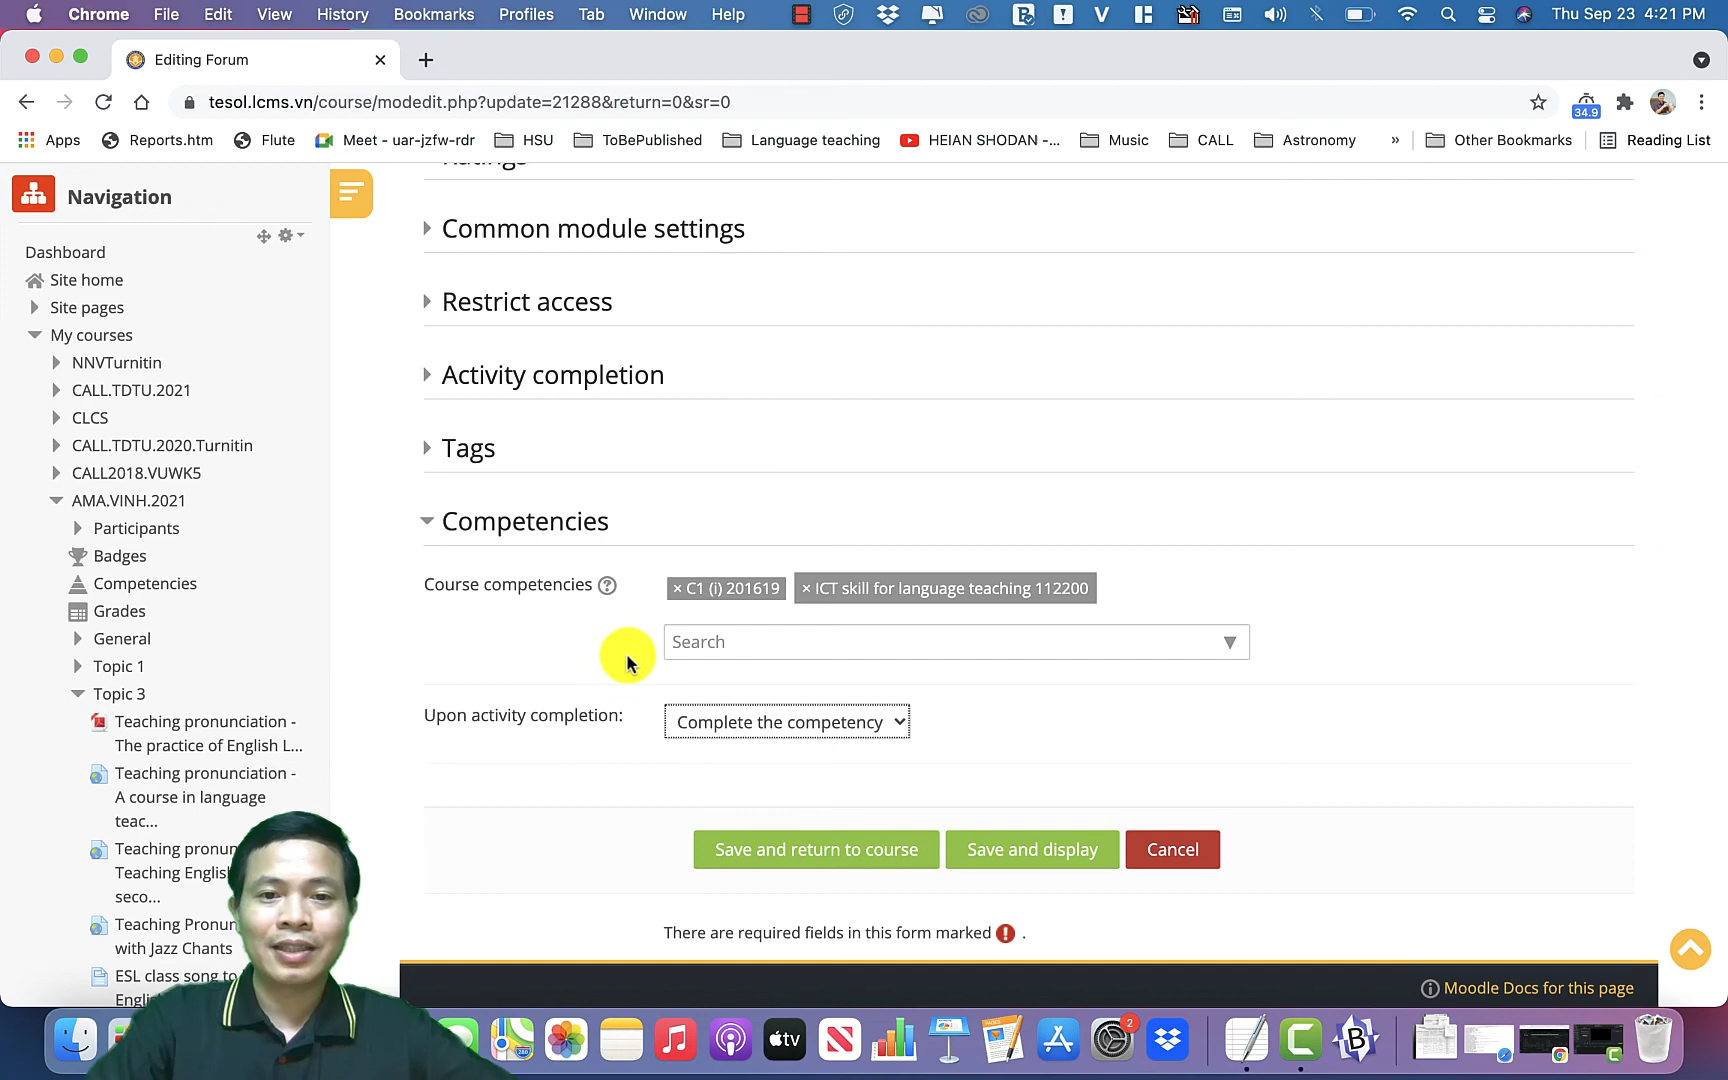 Chrome File Edit View History Bookmarks Profiles Tab Window Help Thu Sep 23 4:21 PM
Editing Forum
tesol.lcms.vn/course/modedit.php?update=21288&return=0&sr=0
34.9
Apps Reports.htm Flute Meet - uar-jzfw-rdr HSU ToBePublished Language teaching HEIAN SHODAN -... Music CALL Astronomy » Other Bookmarks Reading List
Navigation
Dashboard
Site home
Site pages
My courses
NNVTurnitin
CALL.TDTU.2021
CLCS
CALL.TDTU.2020.Turnitin
CALL2018.VUWK5
AMA.VINH.2021
Participants
Badges
Competencies
Grades
General
Topic 1
Topic 3
Teaching pronunciation -
The practice of English L...
Teaching pronunciation -
A course in language
teac...
Teaching
seco...
Teaching
with Jazz Chants
ESL class song to
Ratings
Common module settings
Restrict access
Activity completion
Tags
Competencies
Course competencies
× C1 (i) 201619 × ICT skill for language teaching 112200
Search
Upon activity completion: Complete the competency
Save and return to course Save and display Cancel
There are required fields in this form marked ! .
Moodle Docs for this page
tv
2